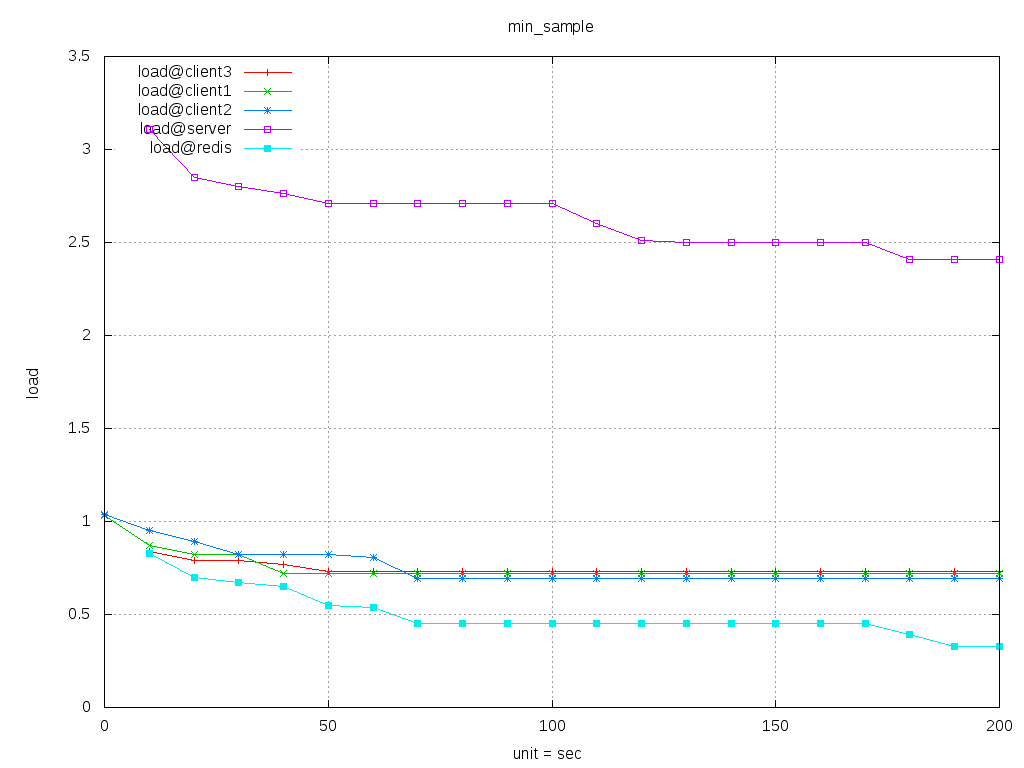 min_sample
3.5
3
2.5
2
1.5
1
0.5
0
load@client3
load@client1
load@client2
load@server
load@redis
load
0 50 100 150 200
unit = sec